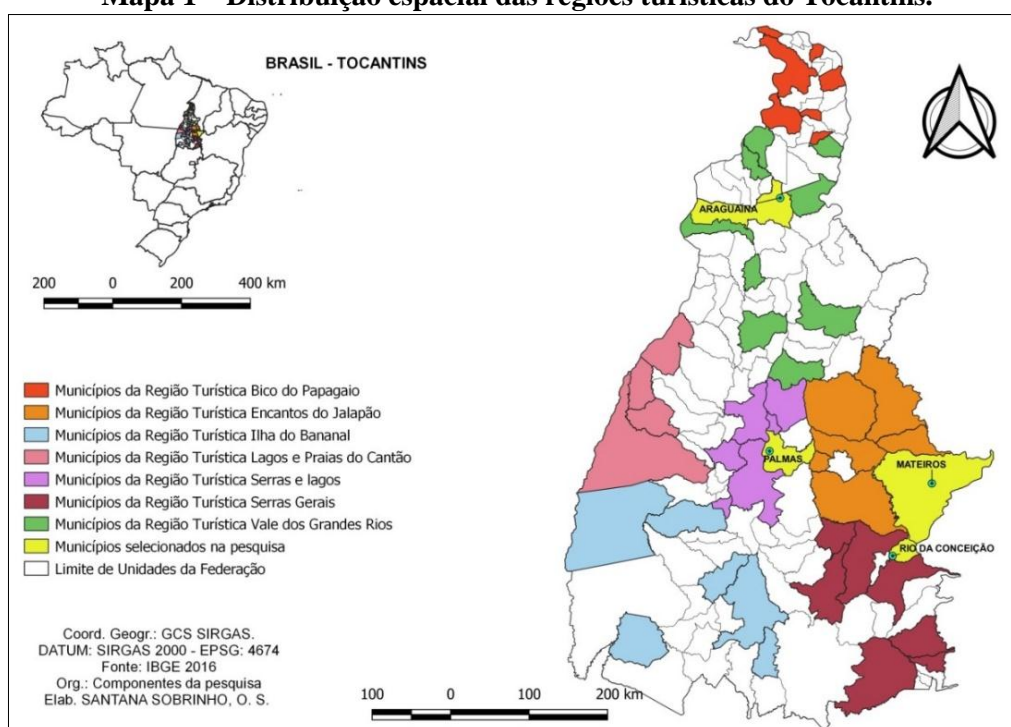 Mapa 1 – Distribuição espacial das regiões turísticas do Tocantins.
BRASIL - TOCANTINS
200 0 200 400 km
ARAGUAINA
PALMAS
MATEIROS
RIO DA CONCEIÇÃO
Municípios da Região Turística Bico do Papagaio
Municípios da Região Turística Encantos do Jalapão
Municípios da Região Turística Ilha do Bananal
Municípios da Região Turística Lagos e Praias do Cantão
Municípios da Região Turística Serras e lagos
Municípios da Região Turística Serras Gerais
Municípios da Região Turística Vale dos Grandes Rios
Municípios selecionados na pesquisa
Limite de Unidades da Federação
Coord. Geogr.: GCS SIRGAS.
DATUM: SIRGAS 2000 - EPSG: 4674
Fonte: IBGE 2016
Org.: Componentes da pesquisa
Elab. SANTANA SOBRINHO, O. S.
100 0 100 200 km